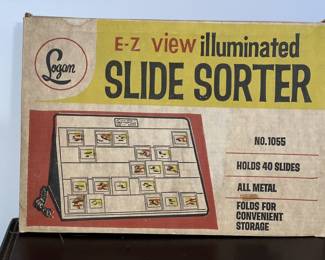 Logan
E-Z view illuminated
SLIDE SORTER
NO.1055
HOLDS 40 SLIDES
ALL METAL
FOLDS FOR
CONVENIENT
STORAGE